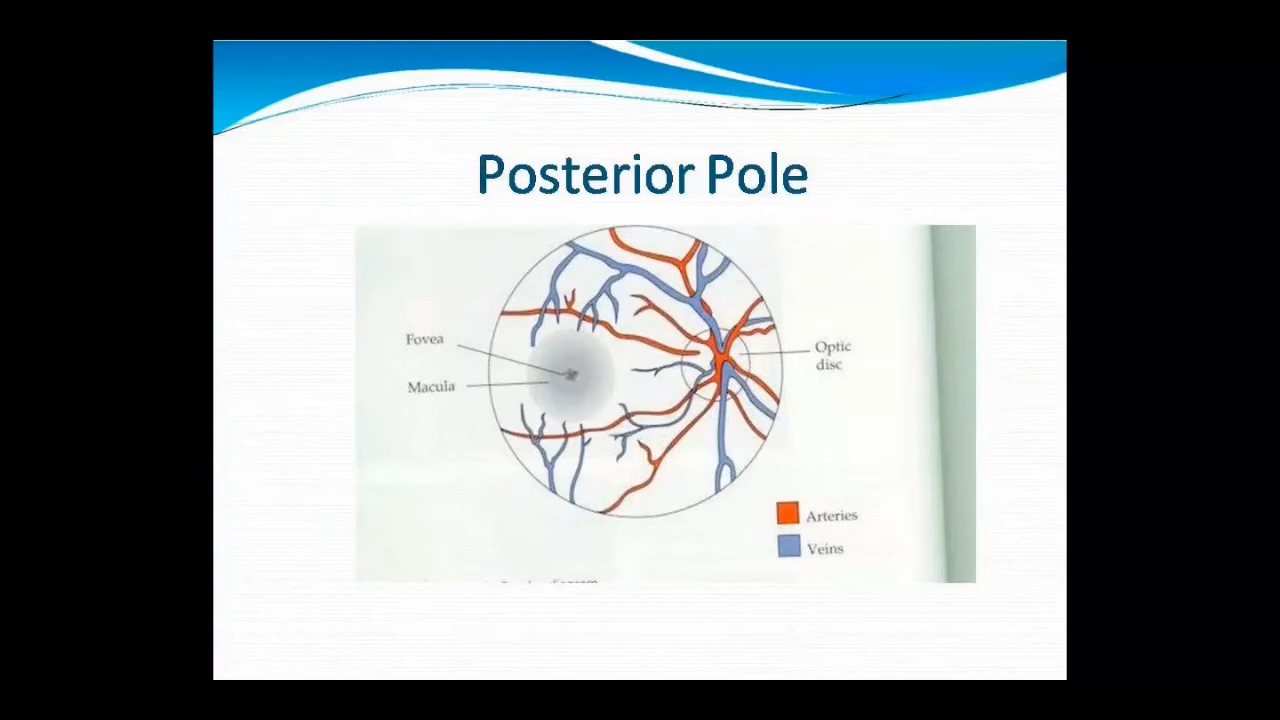 Posterior Pole
Fovea
Macula
Optic
disc
Arteries
Veins